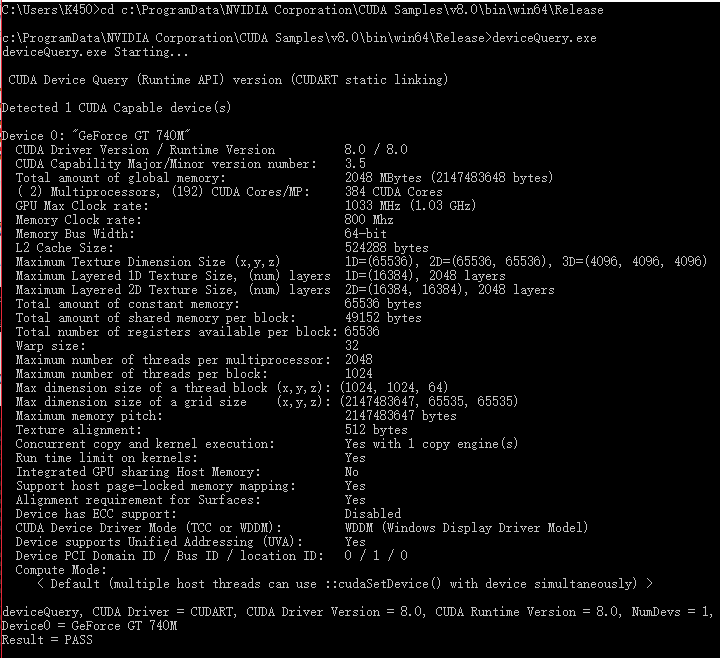 C:\Users\K450>cd c:\ProgramData\NVIDIA Corporation\CUDA Samples\v8.0\bin\win64\Release
c:\ProgramData\NVIDIA Corporation\CUDA Samples\v8.0\bin\win64\Release>deviceQuery.exe
deviceQuery.exe Starting...
CUDA Device Query (Runtime API) version (CUDART static linking)
Detected 1 CUDA Capable device(s)
Device 0: "GeForce GT 740M"
CUDA Driver Version / Runtime Version 8.0 / 8.0
CUDA Capability Major/Minor version number: 3.5
Total amount of global memory: 2048 MBytes (2147483648 bytes)
( 2) Multiprocessors, (192) CUDA Cores/MP: 384 CUDA Cores
GPU Max Clock rate: 1033 MHz (1.03 GHz)
Memory Clock rate: 800 Mhz
Memory Bus Width: 64-bit
L2 Cache Size: 524288 bytes
Maximum Texture Dimension Size (x,y,z) 1D=(65536), 2D=(65536, 65536), 3D=(4096, 4096, 4096)
Maximum Layered 1D Texture Size, (num) layers 1D=(16384), 2048 layers
Maximum Layered 2D Texture Size, (num) layers 2D=(16384, 16384), 2048 layers
Total amount of constant memory: 65536 bytes
Total amount of shared memory per block: 49152 bytes
Total number of registers available per block: 65536
Warp size: 32
Maximum number of threads per multiprocessor: 2048
Maximum number of threads per block: 1024
Max dimension size of a thread block (x,y,z): (1024, 1024, 64)
Max dimension size of a grid size (x,y,z): (2147483647, 65535, 65535)
Maximum memory pitch: 2147483647 bytes
Texture alignment: 512 bytes
Concurrent copy and kernel execution: Yes with 1 copy engine(s)
Run time limit on kernels: Yes
Integrated GPU sharing Host Memory: No
Support host page-locked memory mapping: Yes
Alignment requirement for Surfaces: Yes
Device has ECC support: Disabled
CUDA Device Driver Mode (TCC or WDDM): WDDM (Windows Display Driver Model)
Device supports Unified Addressing (UVA): Yes
Device PCI Domain ID / Bus ID / location ID: 0 / 1 / 0
Compute Mode:
< Default (multiple host threads can use ::cudaSetDevice() with device simultaneously) >
deviceQuery, CUDA Driver = CUDART, CUDA Driver Version = 8.0, CUDA Runtime Version = 8.0, NumDevs = 1,
Device0 = GeForce GT 740M
Result = PASS